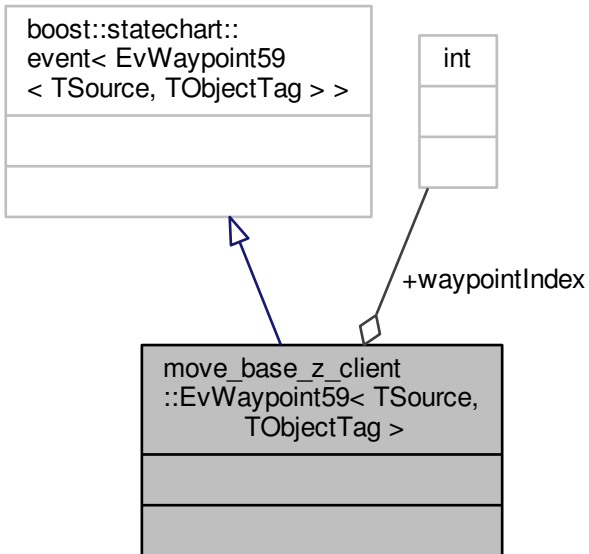 boost::statechart::
event< EvWaypoint59
< TSource, TObjectTag > >
int
+waypointIndex
move_base_z_client
::EvWaypoint59< TSource,
TObjectTag >